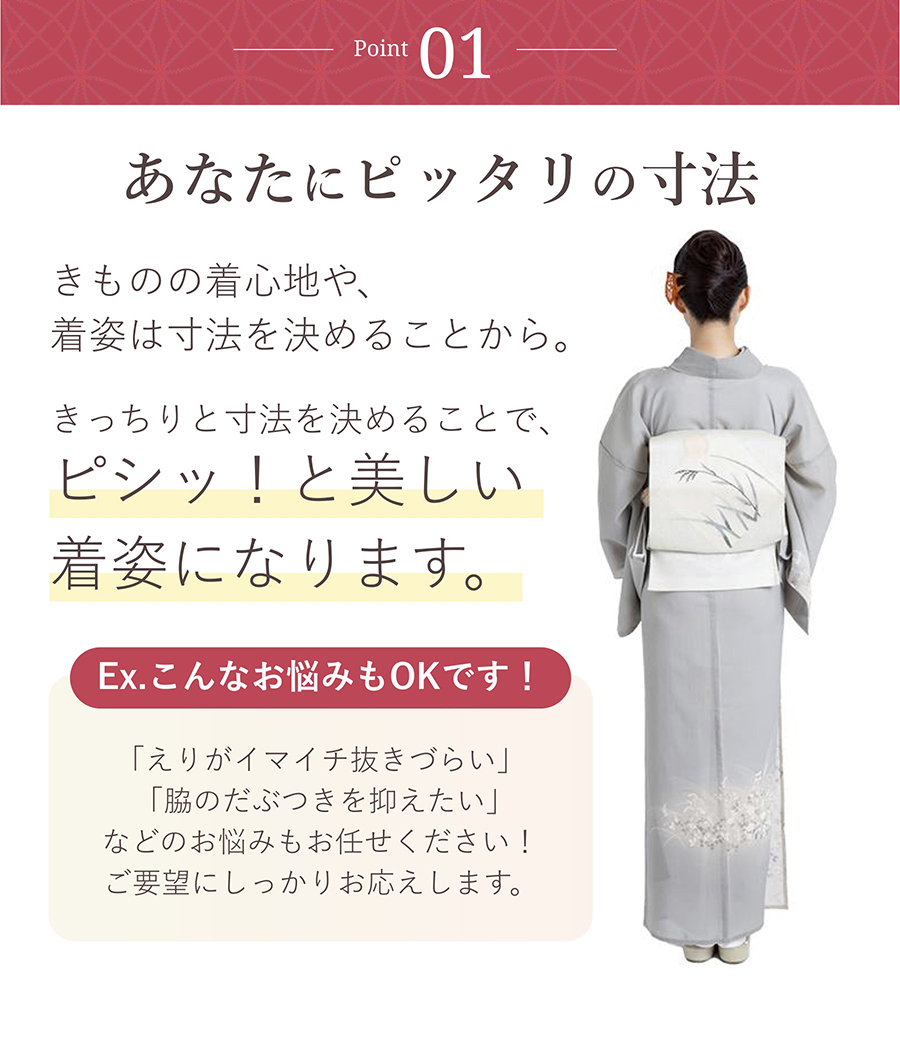 Point 01
あなたにピッタリの寸法
きものの着心地や、
着姿は寸法を決めることから。
きっちりと寸法を決めることで、
ピシッ！と美しい
着姿になります。
Ex.こんなお悩みもOKです！
「えりがイマイチ抜きづらい」
「脇のだぶつきを抑えたい」
などのお悩みもお任せください！
ご要望にしっかりお応えします。